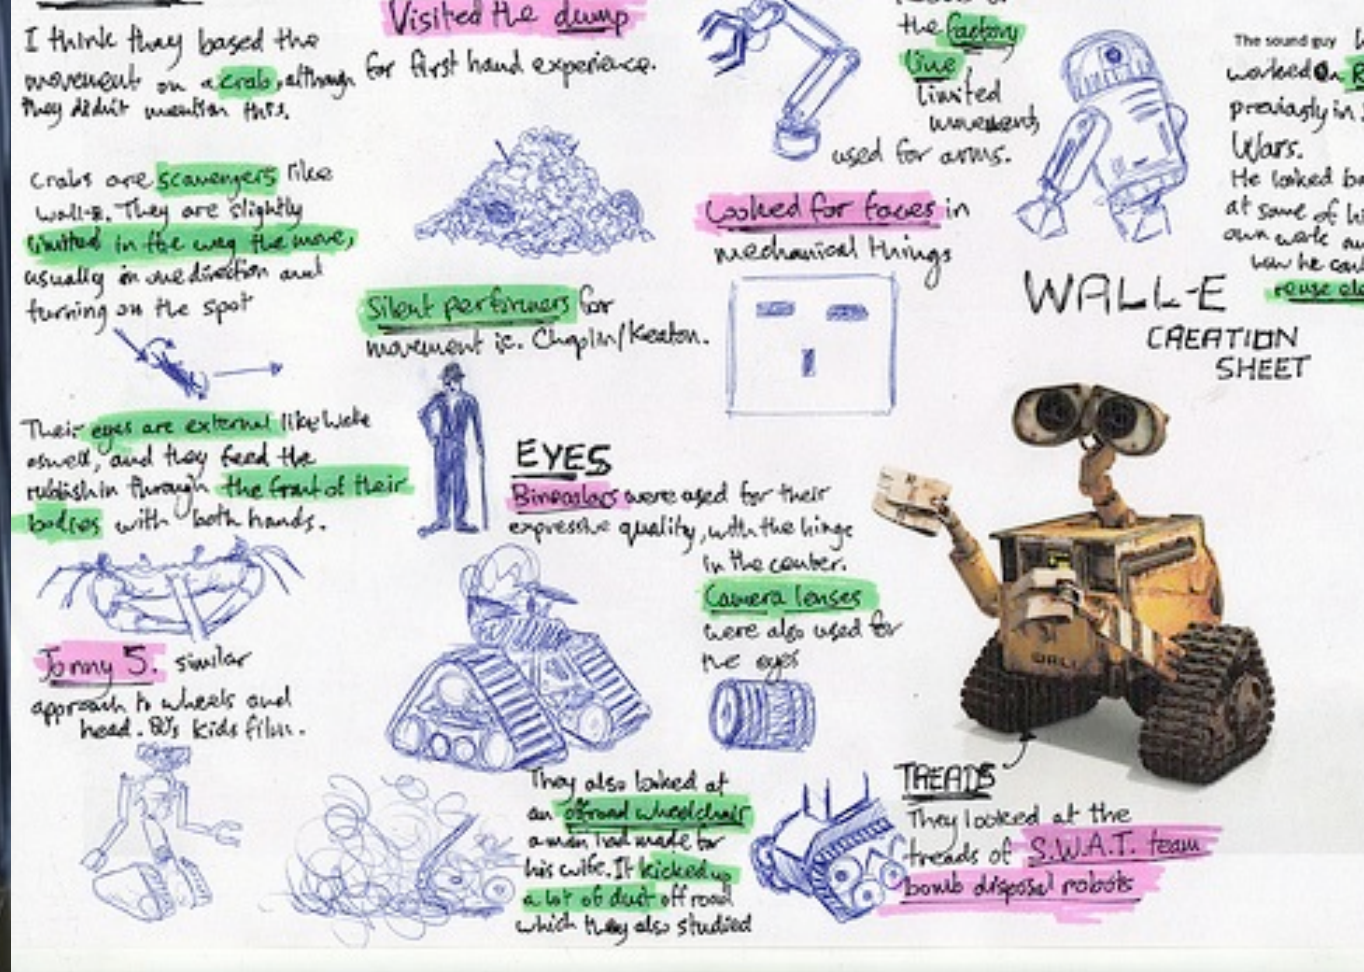 I think they based the
movement on a crab, although
they didn't mention this.
Crabs are scavengers like
wall-e. They are slightly
limited in the way the move,
usually in one direction and
turning on the spot
Their eyes are external like Walle
aswell, and they feed the
rubbish in through the front of their
bodies with both hands.
Jonny 5. similar
approach to wheels and
head. 80's kids film.
Visited the dump
for first hand experience.
Silent performers for
movement ie. Chaplin/Keaton.
EYES
Binocolars were used for their
expressive quality, with the hinge
in the center.
Camera lenses
were also used for
the eyes
They also looked at
an offroad wheelchair
a man had made for
his wife. It kicked up
a lot of dust off road
which they also studied
the factory
line
limited
movement,
used for arms.
Looked for faces in
mechanical things
The sound guy
worked on
previously in
Wars.
He looked
at some of
own work
how he
reuse
WALL-E
CREATION
SHEET
WALL
TREADS
They looked at the
treads of S.W.A.T. team
bomb disposal robots